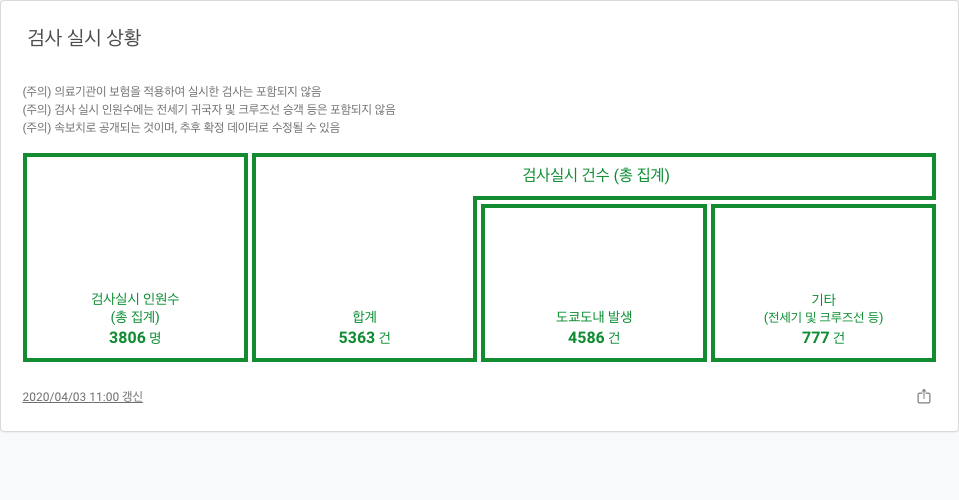 검사 실시 상황
(주의) 의료기관이 보험을 적용하여 실시한 검사는 포함되지 않음
(주의) 검사 실시 인원수에는 전세기 귀국자 및 크루즈선 승객 등은 포함되지 않음
(주의) 속보치로 공개되는 것이며, 추후 확정 데이터로 수정될 수 있음
검사실시 건수 (총 집계)
검사실시 인원수
(총 집계)
3806 명
합계
5363 건
도쿄도내 발생
4586 건
기타
(전세기 및 크루즈선 등)
777 건
2020/04/03 11:00 갱신